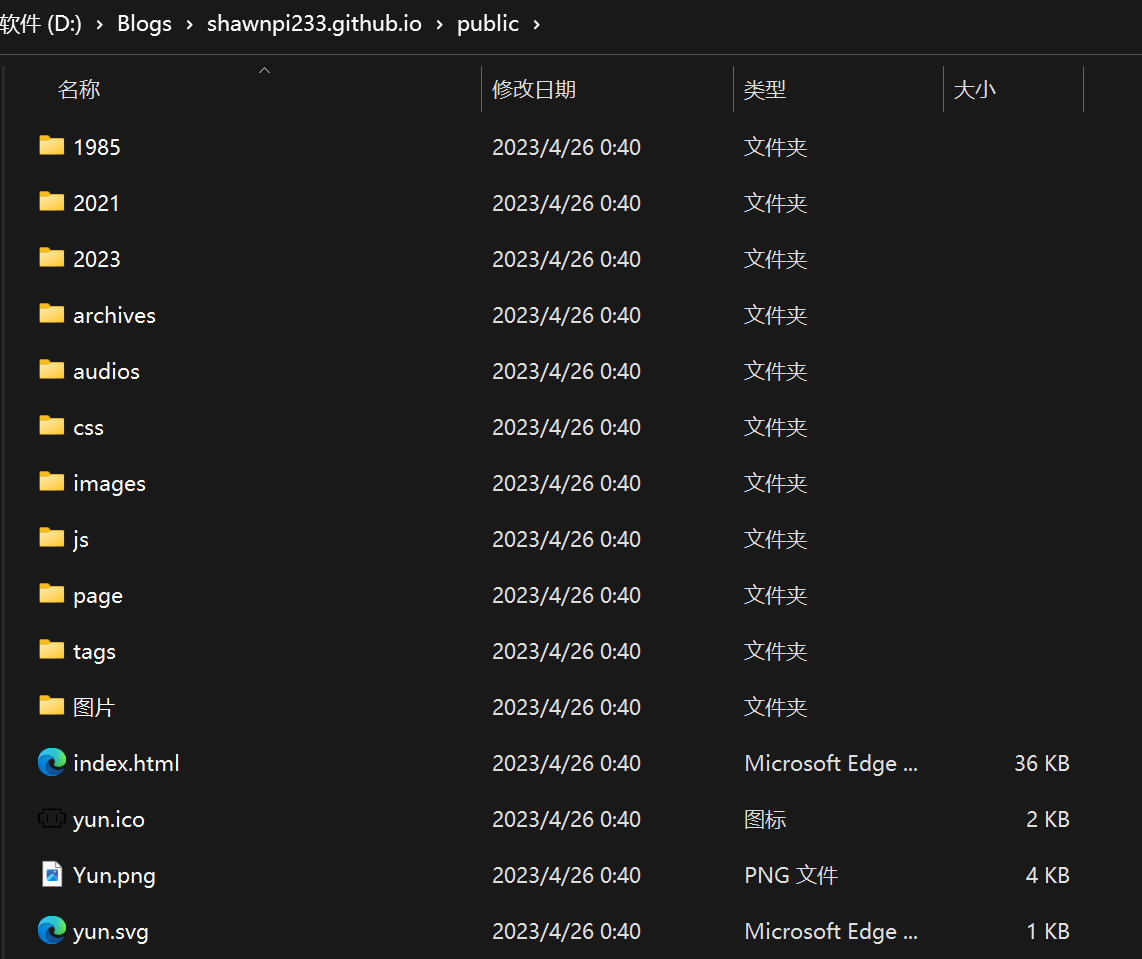 软件 (D:) › Blogs › shawnpi233.github.io › public ›
名称 修改日期 类型 大小
1985 2023/4/26 0:40 文件夹
2021 2023/4/26 0:40 文件夹
2023 2023/4/26 0:40 文件夹
archives 2023/4/26 0:40 文件夹
audios 2023/4/26 0:40 文件夹
css 2023/4/26 0:40 文件夹
images 2023/4/26 0:40 文件夹
js 2023/4/26 0:40 文件夹
page 2023/4/26 0:40 文件夹
tags 2023/4/26 0:40 文件夹
图片 2023/4/26 0:40 文件夹
index.html 2023/4/26 0:40 Microsoft Edge ... 36 KB
yun.ico 2023/4/26 0:40 图标 2 KB
Yun.png 2023/4/26 0:40 PNG 文件 4 KB
yun.svg 2023/4/26 0:40 Microsoft Edge ... 1 KB